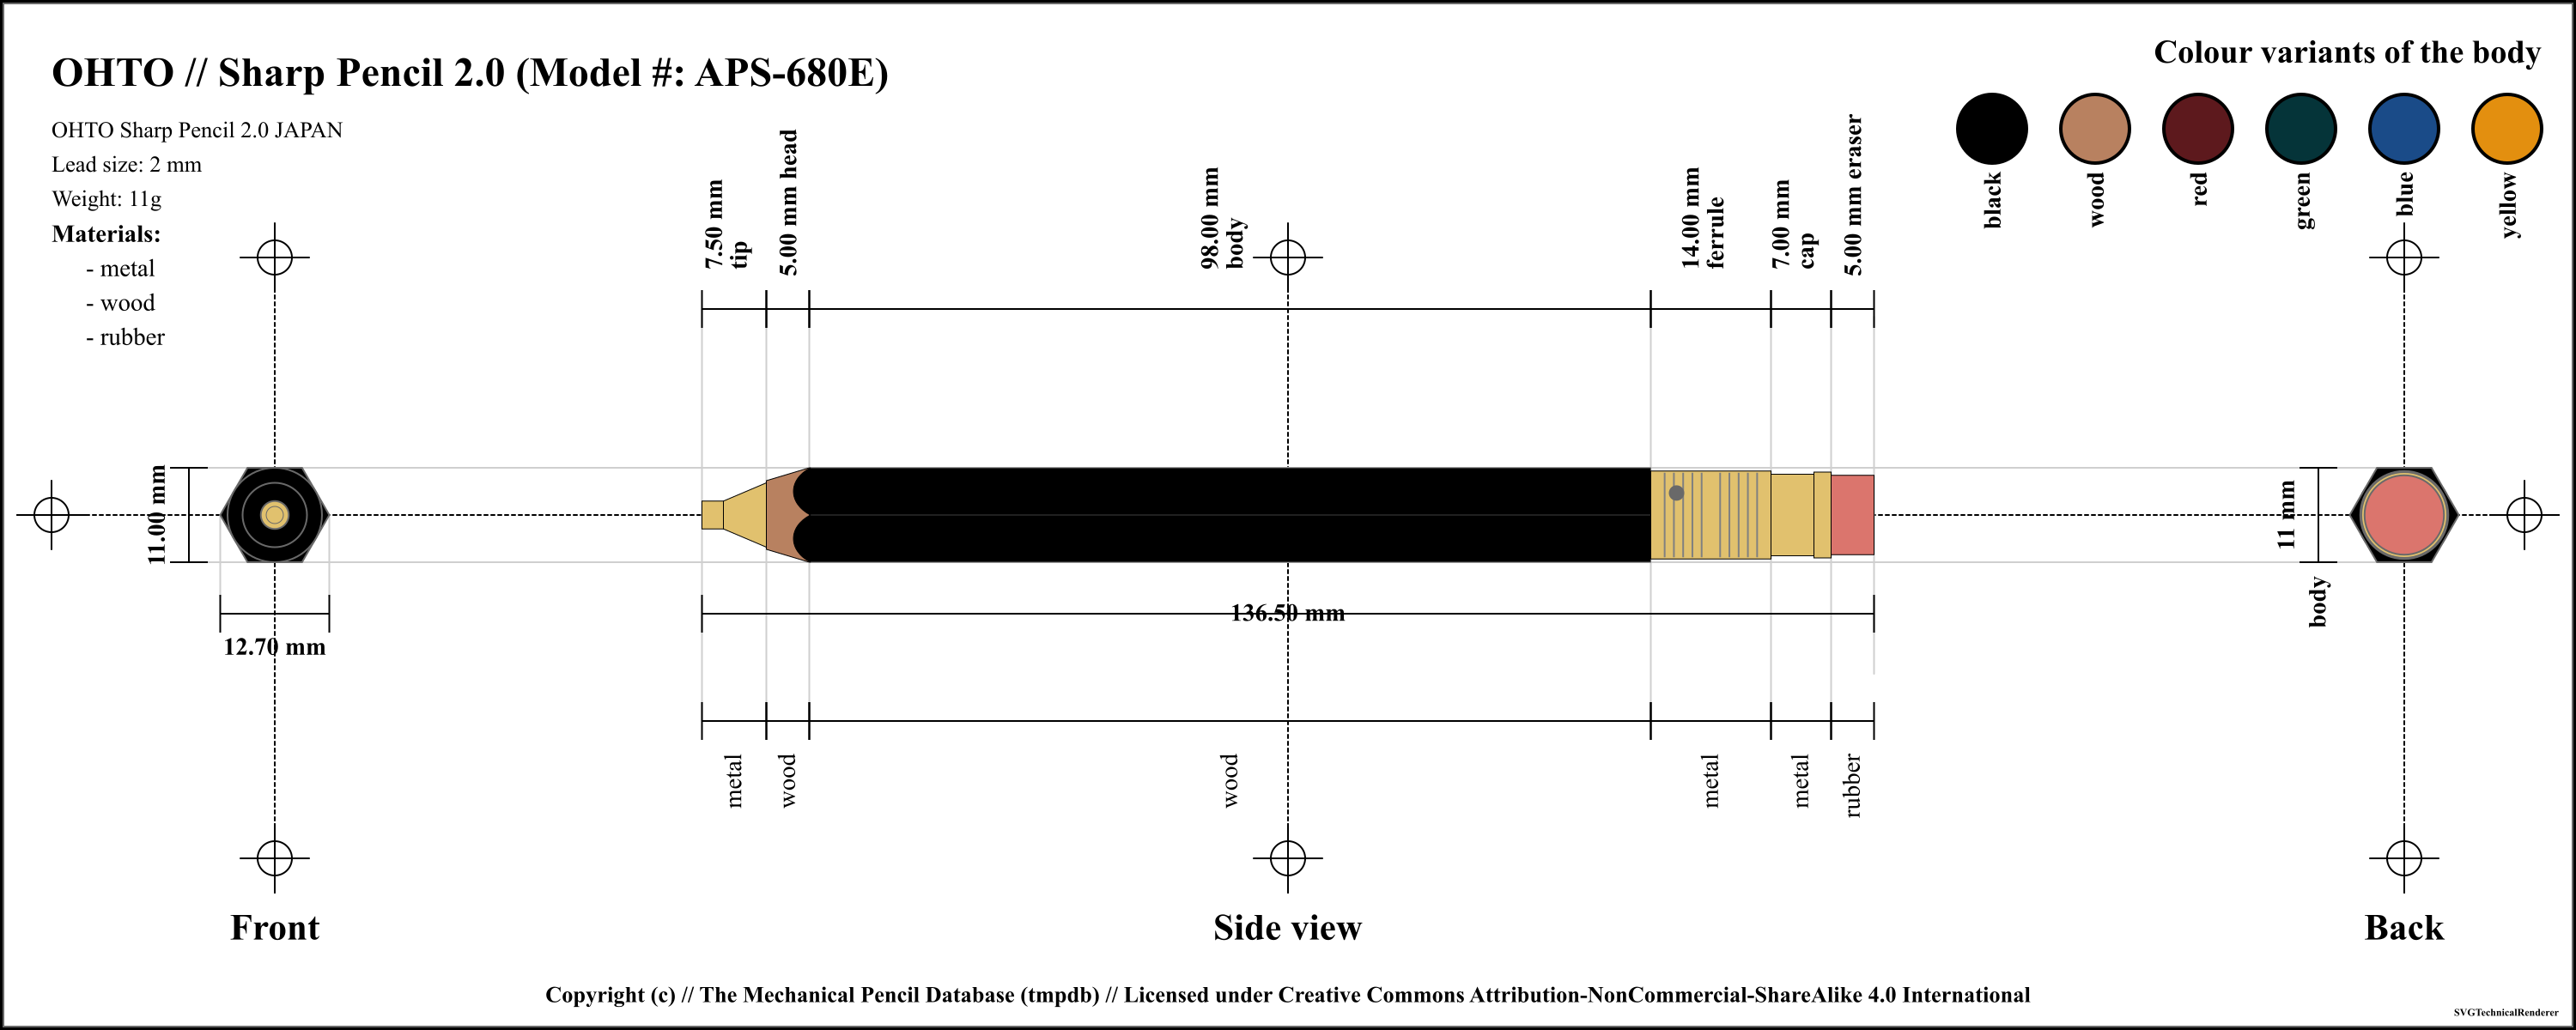 OHTO // Sharp Pencil 2.0 (Model #: APS-680E)
OHTO Sharp Pencil 2.0 JAPAN
Lead size: 2 mm
Weight: 11g
Materials:
- metal
- wood
- rubber
Colour variants of the body
black
wood
red
green
blue
yellow
7.50 mm
tip
5.00 mm head
98.00 mm
body
14.00 mm
ferrule
7.00 mm
cap
5.00 mm eraser
11.00 mm
12.70 mm
136.50 mm
11 mm
body
metal
wood
wood
metal
metal
rubber
Front
Side view
Back
Copyright (c) // The Mechanical Pencil Database (tmpdb) // Licensed under Creative Commons Attribution-NonCommercial-ShareAlike 4.0 International
SVGTechnicalRenderer